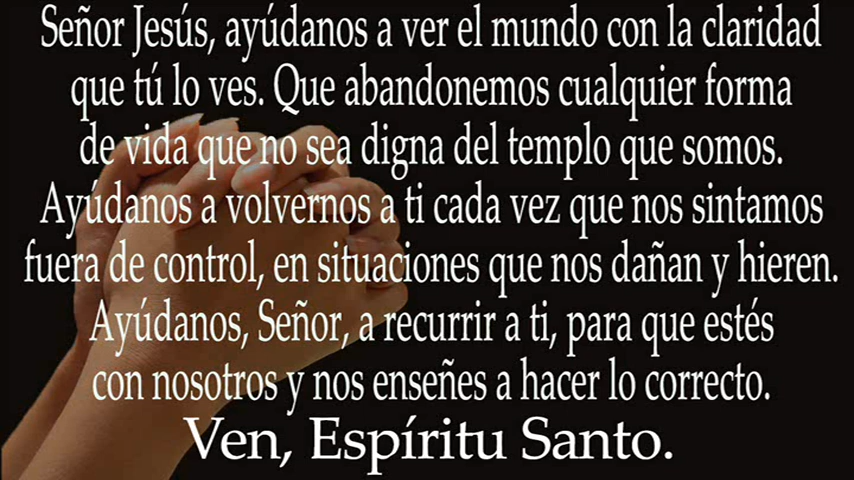 Señor Jesús, ayúdanos a ver el mundo con la claridad
que tú lo ves. Que abandonemos cualquier forma
de vida que no sea digna del templo que somos.
Ayúdanos a volvernos a ti cada vez que nos sintamos
fuera de control, en situaciones que nos dañan y hieren.
Ayúdanos, Señor, a recurrir a ti, para que estés
con nosotros y nos enseñes a hacer lo correcto.
Ven, Espíritu Santo.